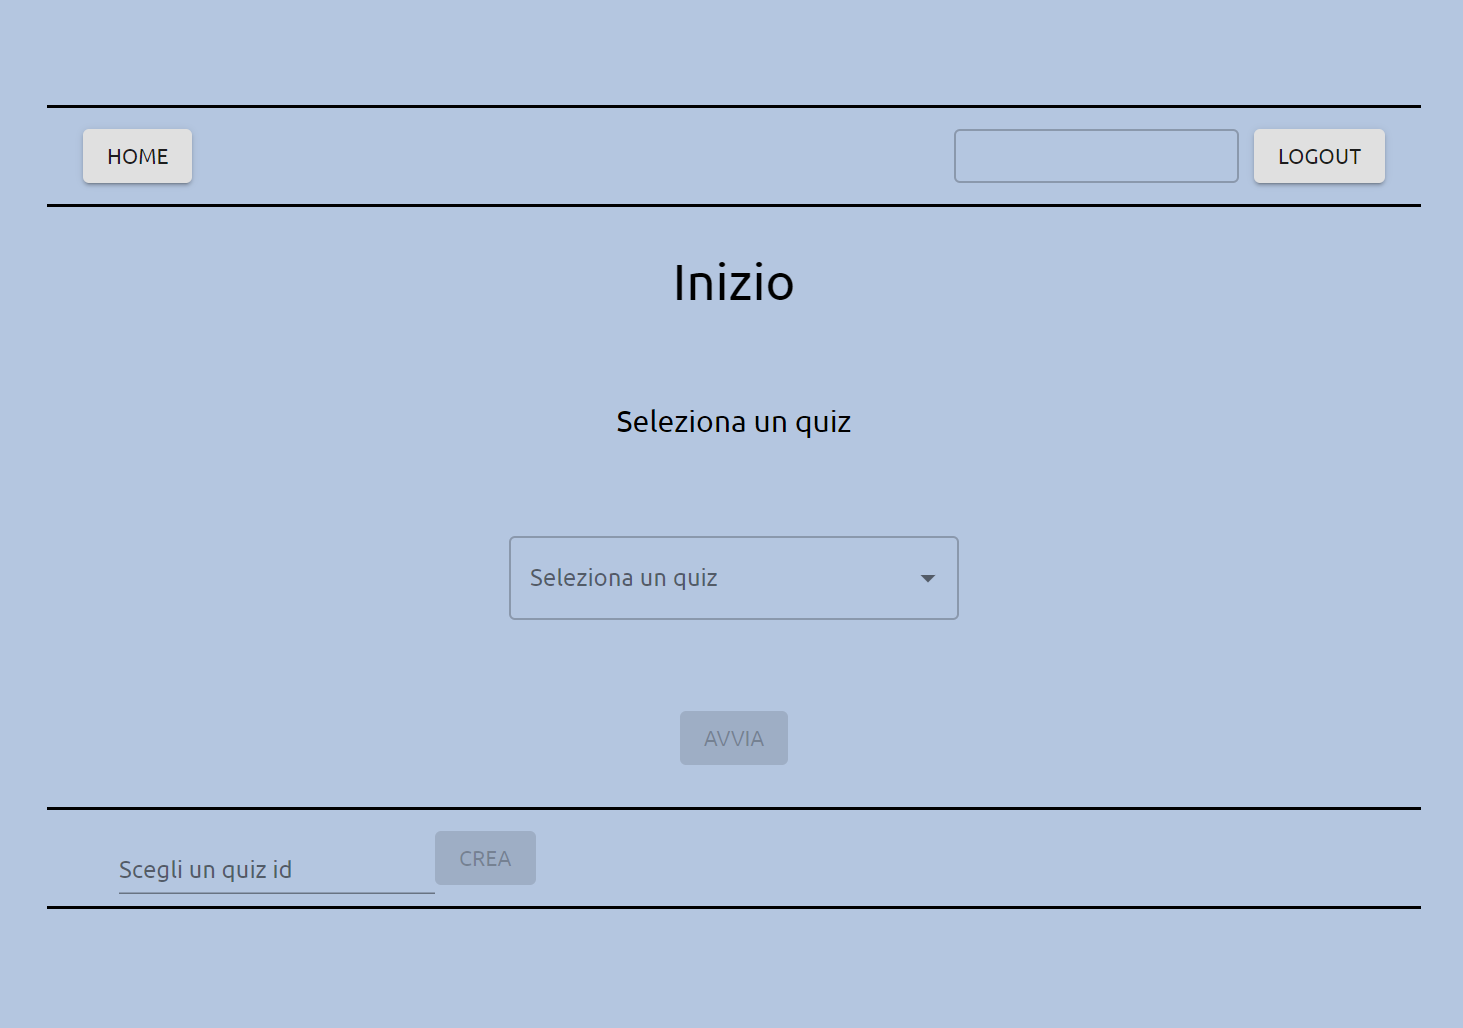 HOME
LOGOUT
Inizio
Seleziona un quiz
Seleziona un quiz
AVVIA
Scegli un quiz id
CREA